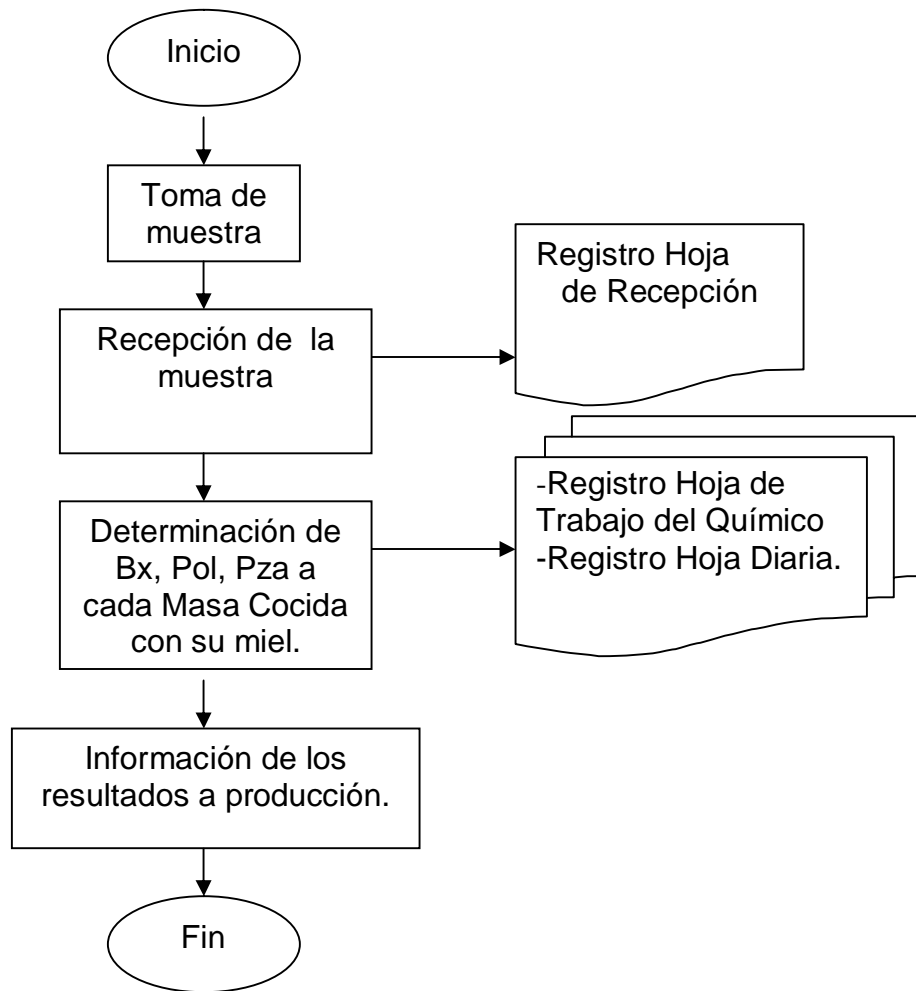 Inicio
Toma de
muestra
Registro Hoja
de Recepción
Recepción de la
muestra
-Registro Hoja de
Trabajo del Químico
-Registro Hoja Diaria.
Determinación de
Bx, Pol, Pza a
cada Masa Cocida
con su miel.
Información de los
resultados a producción.
Fin